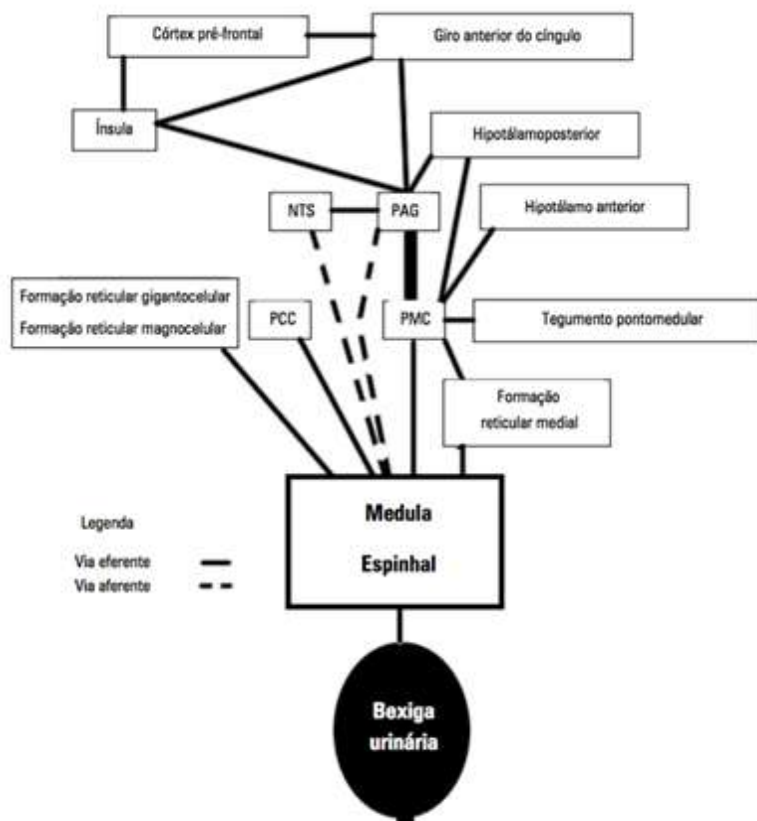 Córtex pré-frontal
Giro anterior do cíngulo
Ínsula
Hipotálamoposterior
NTS
PAG
Hipotálamo anterior
Formação reticular gigantocelular
Formação reticular magnocelular
PCC
PMC
Tegumento pontomedular
Formação
reticular medial
Medula
Espinhal
Legenda
Via eferente
Via aferente
Bexiga
urinária